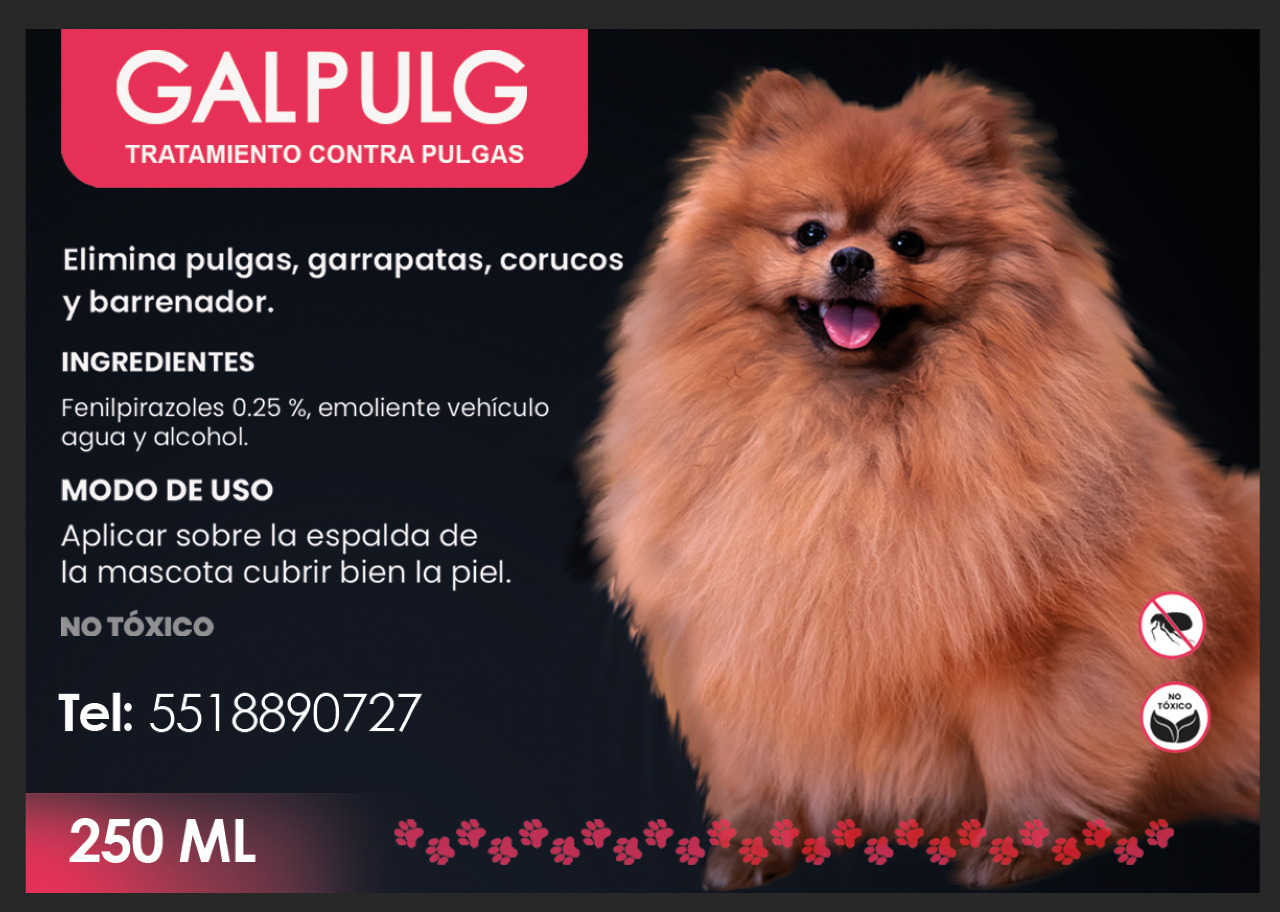 GALPULG
TRATAMIENTO CONTRA PULGAS
Elimina pulgas, garrapatas, corucos
y barrenador.
INGREDIENTES
Fenilpirazoles 0.25 %, emoliente vehículo
agua y alcohol.
MODO DE USO
Aplicar sobre la espalda de
la mascota cubrir bien la piel.
NO TÓXICO
Tel: 5518890727
NO
TÓXICO
250 ML